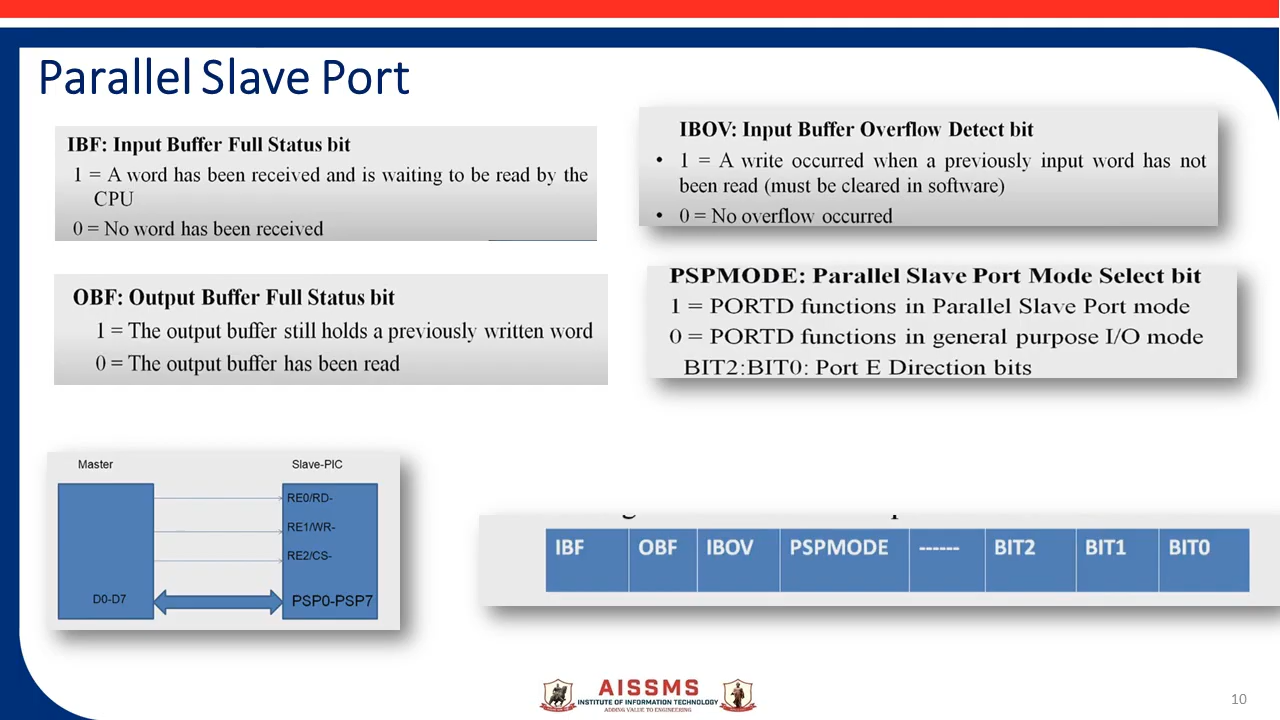 Parallel Slave Port
IBF: Input Buffer Full Status bit
1 = A word has been received and is waiting to be read by the
CPU
0 = No word has been received
IBOV: Input Buffer Overflow Detect bit
• 1 = A write occurred when a previously input word has not
been read (must be cleared in software)
• 0 = No overflow occurred
OBF: Output Buffer Full Status bit
1 = The output buffer still holds a previously written word
0 = The output buffer has been read
PSPMODE: Parallel Slave Port Mode Select bit
1 = PORTD functions in Parallel Slave Port mode
0 = PORTD functions in general purpose I/O mode
BIT2:BIT0: Port E Direction bits
Master Slave-PIC
RE0/RD-
RE1/WR-
RE2/CS-
D0-D7 PSP0-PSP7
IBF OBF IBOV PSPMODE ------ BIT2 BIT1 BIT0
AISSMS
INSTITUTE OF INFORMATION TECHNOLOGY
ADDING VALUE TO ENGINEERING
10